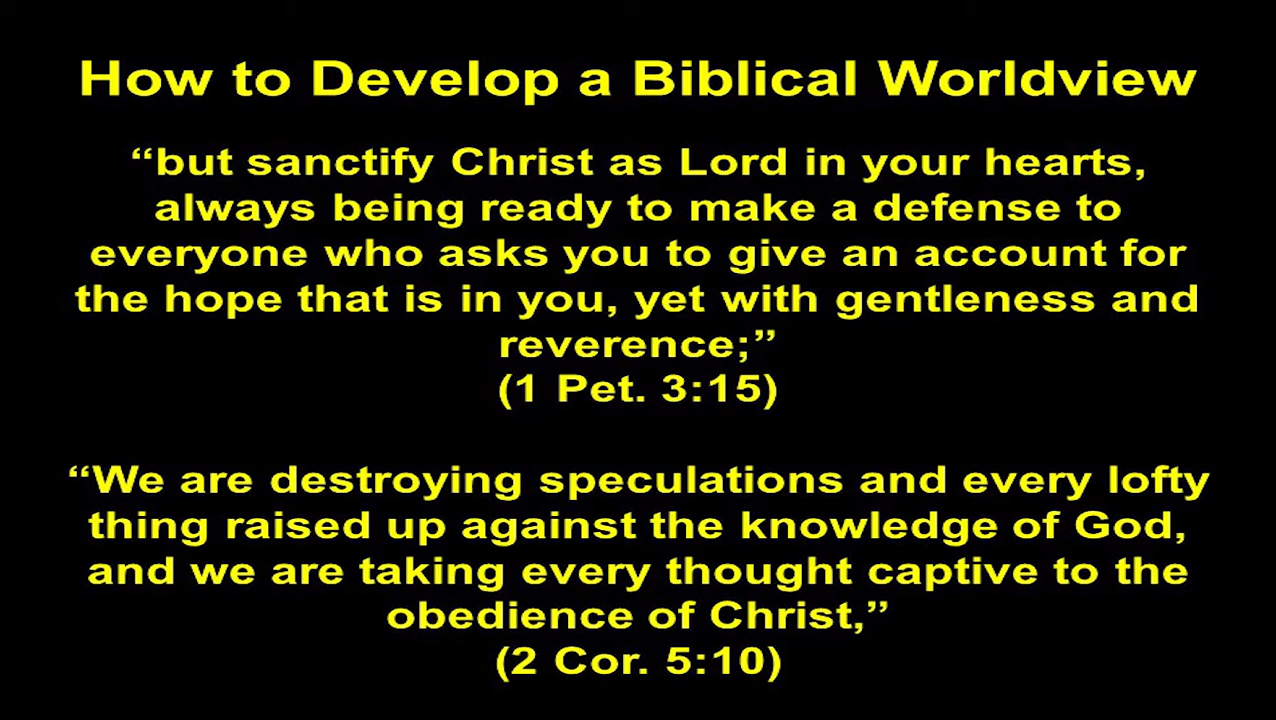 How to Develop a Biblical Worldview
“but sanctify Christ as Lord in your hearts,
always being ready to make a defense to
everyone who asks you to give an account for
the hope that is in you, yet with gentleness and
reverence;”
(1 Pet. 3:15)
“We are destroying speculations and every lofty
thing raised up against the knowledge of God,
and we are taking every thought captive to the
obedience of Christ,”
(2 Cor. 5:10)